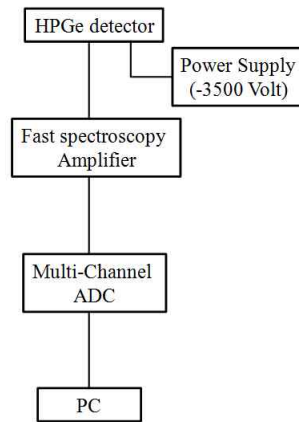 HPGe detector
Power Supply
(-3500 Volt)
Fast spectroscopy
Amplifier
Multi-Channel
ADC
PC